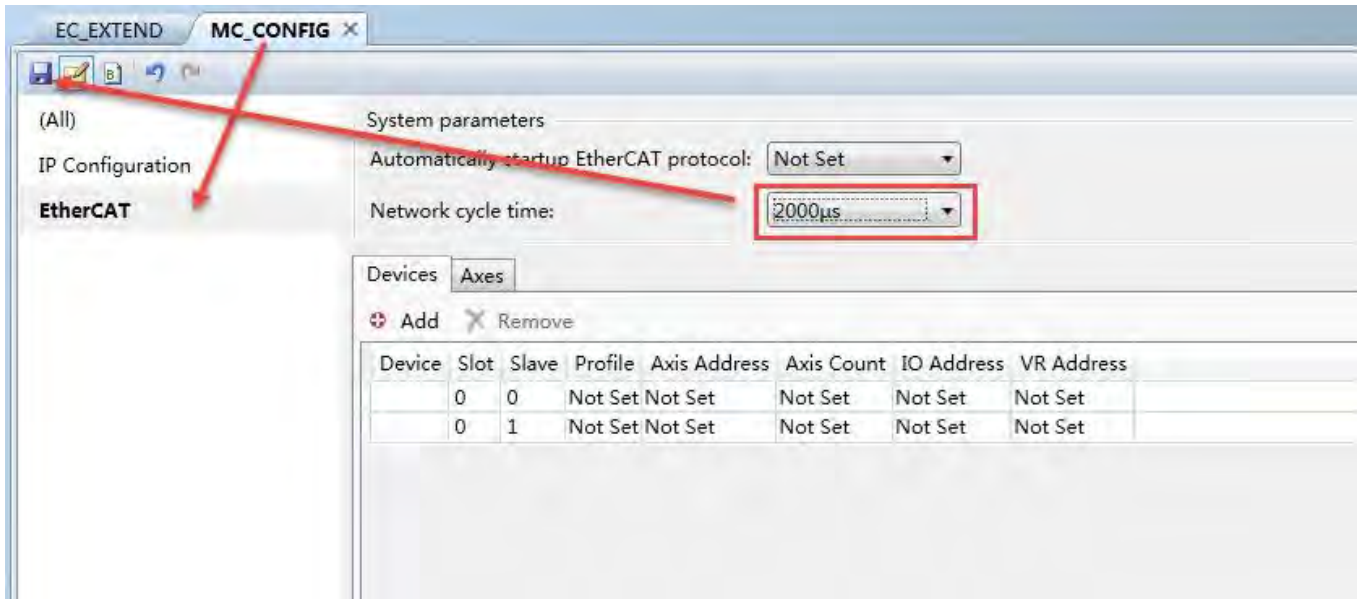 EC_EXTEND MC_CONFIG
B
(All)
IP Configuration
EtherCAT
System parameters
Automatically startup EtherCAT protocol: Not Set
Network cycle time: 2000μs
Devices Axes
Add Remove
Device Slot Slave Profile Axis Address Axis Count IO Address VR Address
0 0 Not Set Not Set Not Set Not Set Not Set
0 1 Not Set Not Set Not Set Not Set Not Set